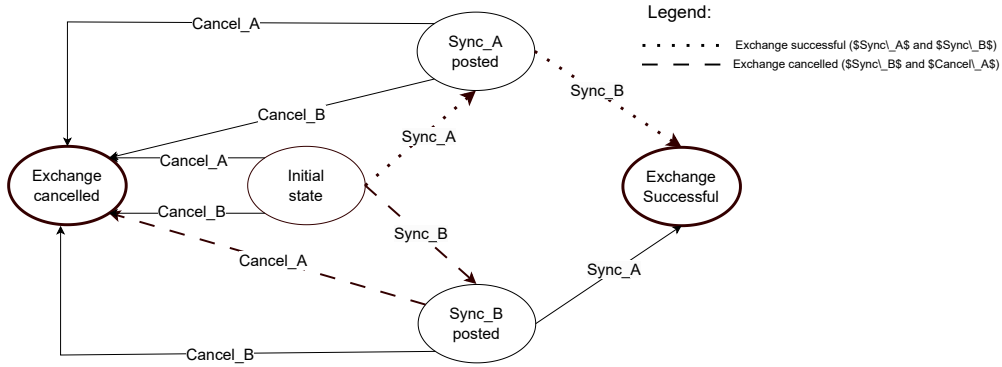 Legend:
Exchange successful ($Sync\_A$ and $Sync\_B$)
Exchange cancelled ($Sync\_B$ and $Cancel\_A$)
Cancel_A
Sync_A
posted
Sync_B
Cancel_B
Sync_A
Cancel_A
Exchange
cancelled
Initial
state
Exchange
Successful
Cancel_B
Sync_B
Cancel_A
Sync_A
Sync_B
posted
Cancel_B